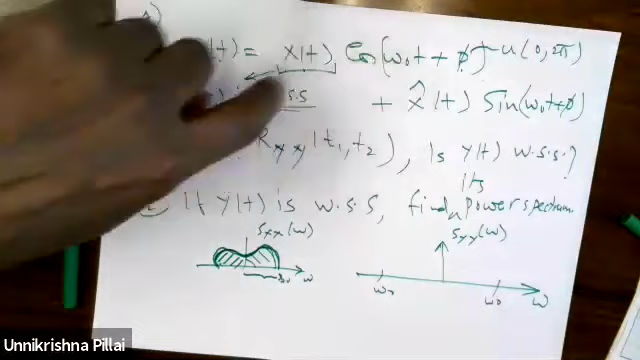 (t) = X(t) Cos(ω₀t + φ) ~ u(0, 2π)
s.s + X̂(t) Sin(ω₀t+φ)
Ryy(t₁, t₂), Is Y(t) w.s.s?
If Y(t) is w.s.s, find its power spectrum.
Sxx(ω) Syy(ω)
ω ω₀ ω₀ ω
Unnikrishna Pillai